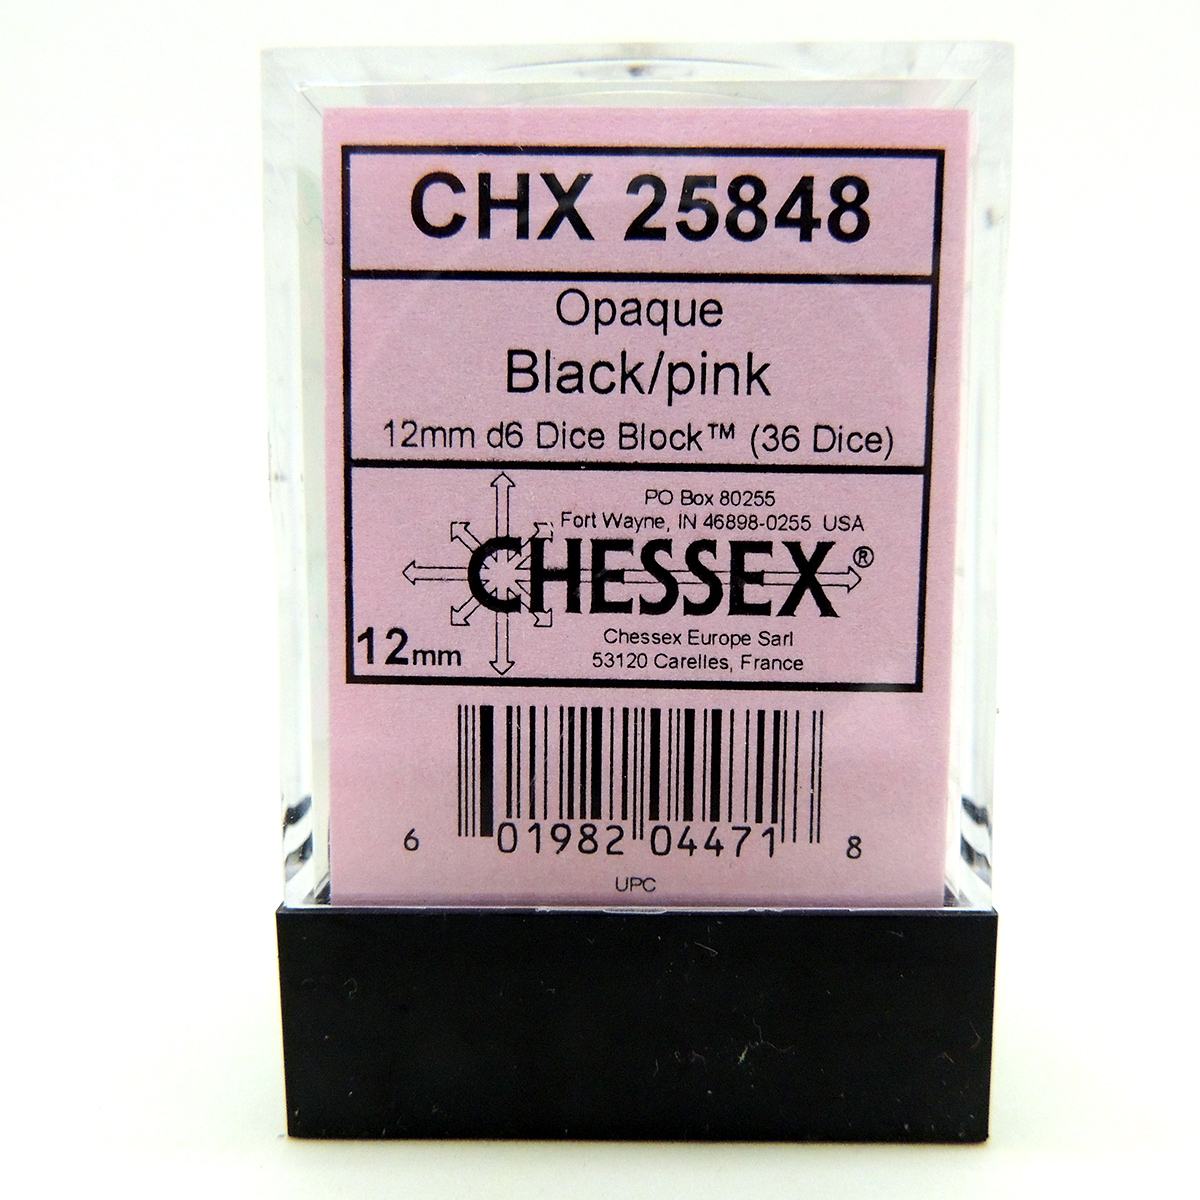 CHX 25848
Opaque
Black/pink
12mm d6 Dice Block™ (36 Dice)
PO Box 80255
Fort Wayne, IN 46898-0255 USA
CHESSEX®
Chessex Europe Sarl
53120 Carelles, France
12mm
6 01982 04471 8
UPC